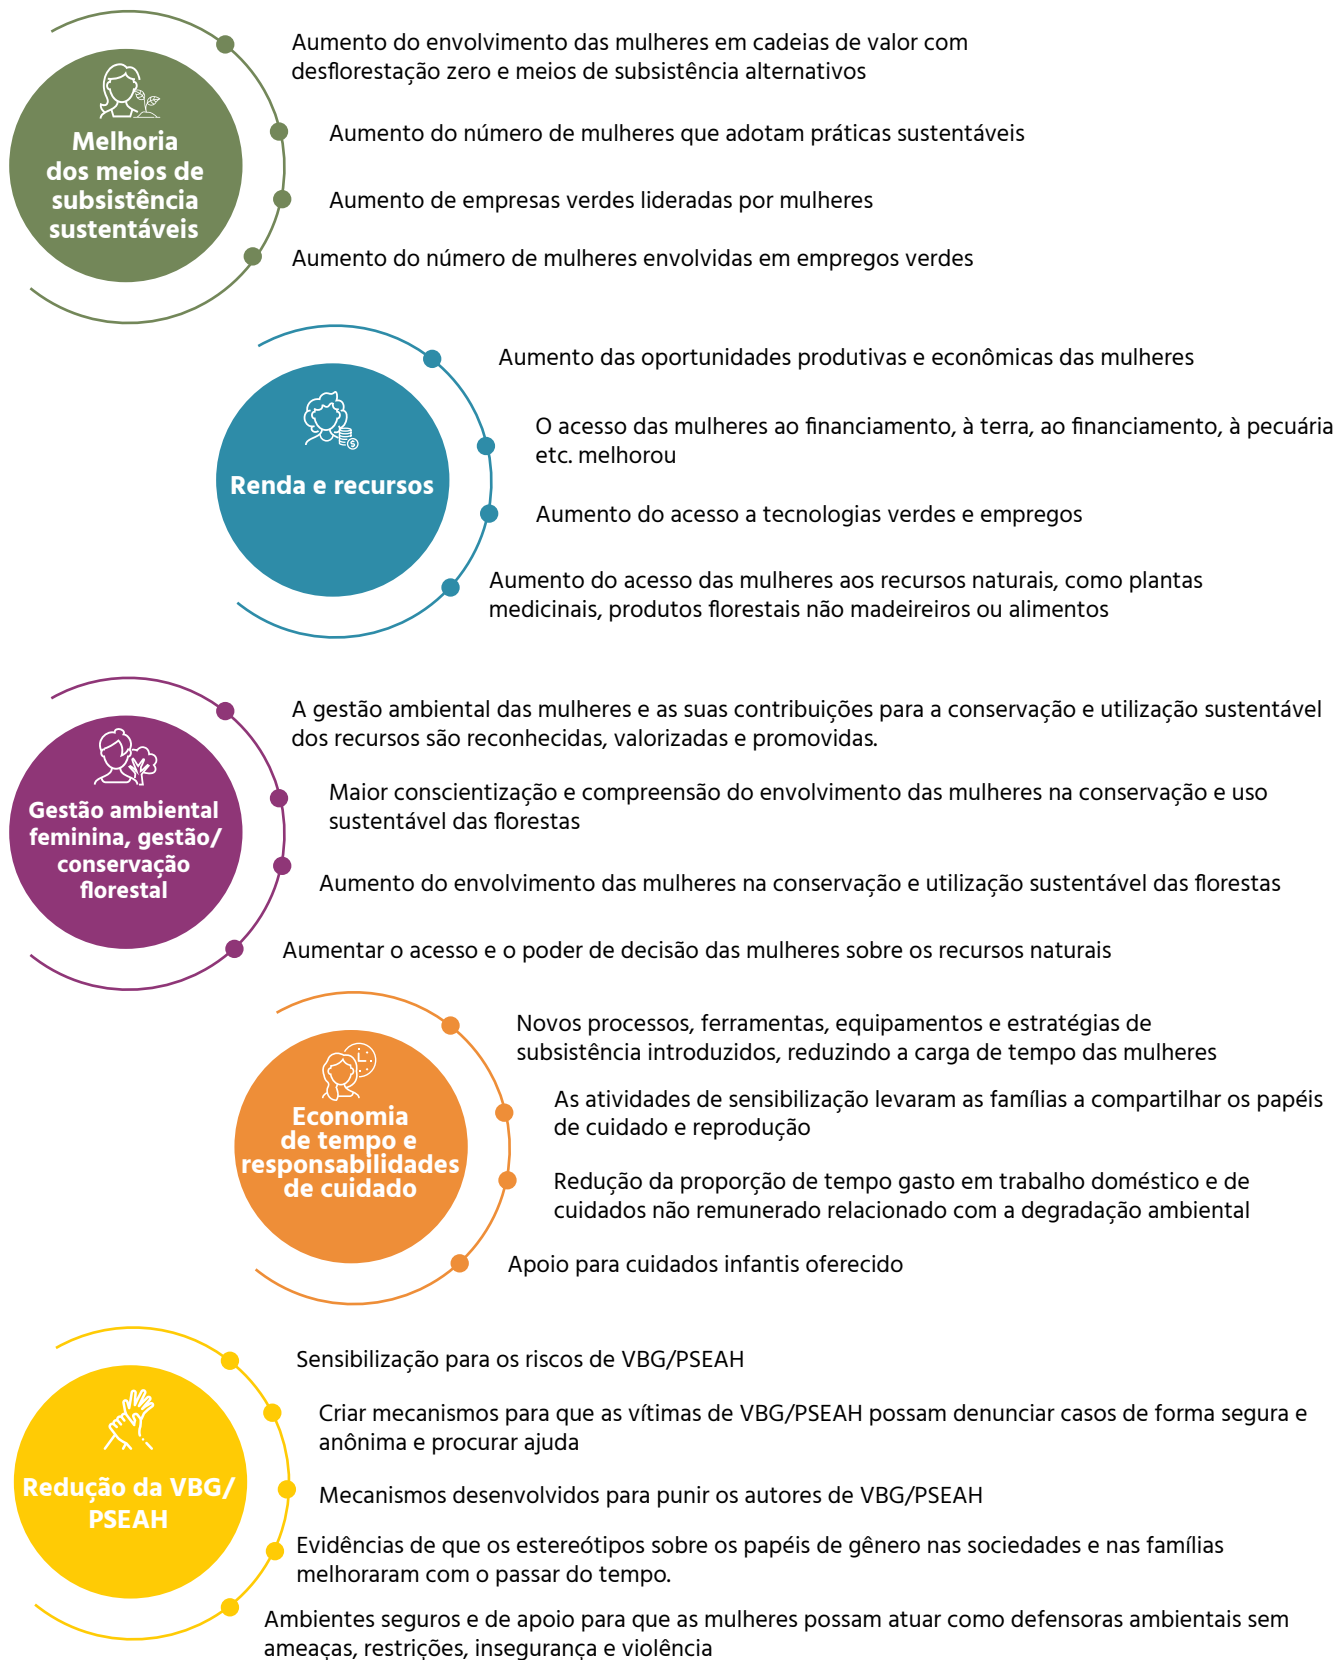 Melhoria
dos meios de
subsistência
sustentáveis
Aumento do envolvimento das mulheres em cadeias de valor com
desflorestação zero e meios de subsistência alternativos
Aumento do número de mulheres que adotam práticas sustentáveis
Aumento de empresas verdes lideradas por mulheres
Aumento do número de mulheres envolvidas em empregos verdes
Renda e recursos
Aumento das oportunidades produtivas e econômicas das mulheres
O acesso das mulheres ao financiamento, à terra, ao financiamento, à pecuária
etc. melhorou
Aumento do acesso a tecnologias verdes e empregos
Aumento do acesso das mulheres aos recursos naturais, como plantas
medicinais, produtos florestais não madeireiros ou alimentos
Gestão ambiental
feminina, gestão/
conservação
florestal
A gestão ambiental das mulheres e as suas contribuições para a conservação e utilização sustentável
dos recursos são reconhecidas, valorizadas e promovidas.
Maior conscientização e compreensão do envolvimento das mulheres na conservação e uso
sustentável das florestas
Aumento do envolvimento das mulheres na conservação e utilização sustentável das florestas
Aumentar o acesso e o poder de decisão das mulheres sobre os recursos naturais
Economia
de tempo e
responsabilidades
de cuidado
Novos processos, ferramentas, equipamentos e estratégias de
subsistência introduzidos, reduzindo a carga de tempo das mulheres
As atividades de sensibilização levaram as famílias a compartilhar os papéis
de cuidado e reprodução
Redução da proporção de tempo gasto em trabalho doméstico e de
cuidados não remunerado relacionado com a degradação ambiental
Apoio para cuidados infantis oferecido
Redução da VBG/
PSEAH
Sensibilização para os riscos de VBG/PSEAH
Criar mecanismos para que as vítimas de VBG/PSEAH possam denunciar casos de forma segura e
anônima e procurar ajuda
Mecanismos desenvolvidos para punir os autores de VBG/PSEAH
Evidências de que os estereótipos sobre os papéis de gênero nas sociedades e nas famílias
melhoraram com o passar do tempo.
Ambientes seguros e de apoio para que as mulheres possam atuar como defensoras ambientais sem
ameaças, restrições, insegurança e violência